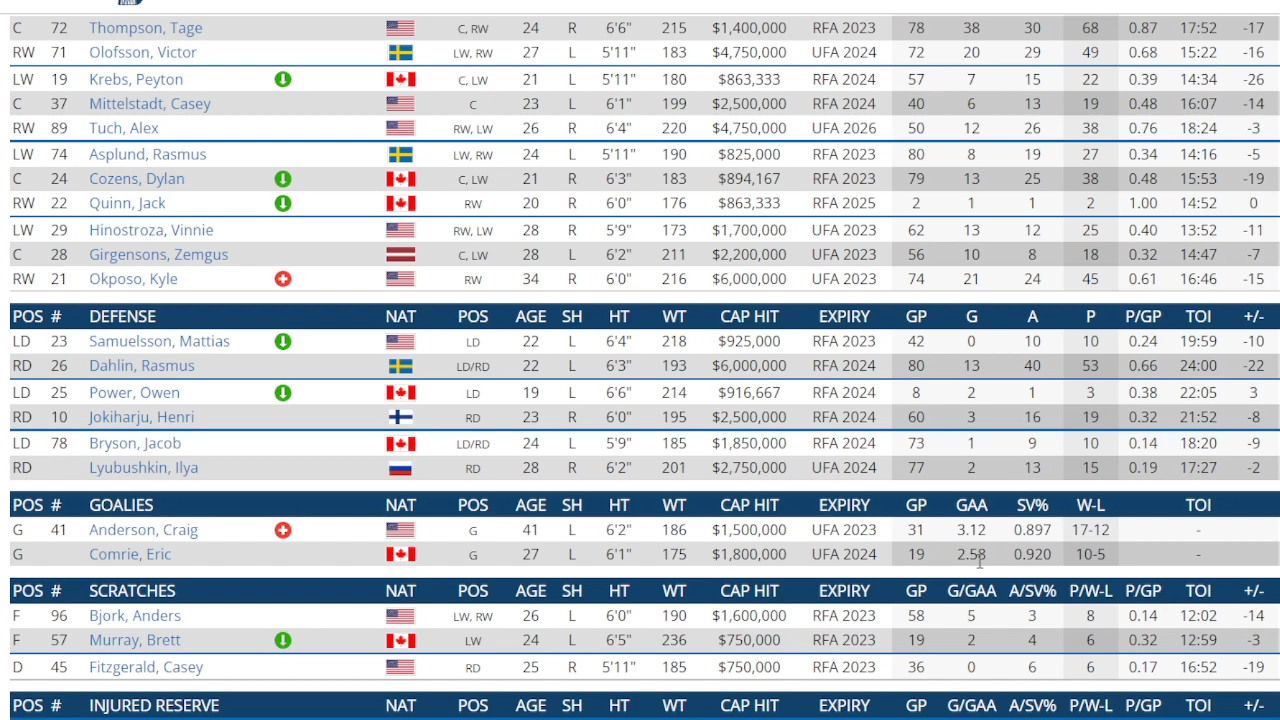 C 72 Thompson, Tage C, RW 24 R 6'6" 215 $1,400,000 RFA 2023 78 38 30 0.87 17:52 -17
RW 71 Olofsson, Victor LW, RW 27 L 5'11" 183 $4,750,000 UFA 2024 72 20 29 0.68 15:22 -16
LW 19 Krebs, Peyton C, LW 21 L 5'11" 180 $863,333 RFA 2023 57 7 15 0.39 14:34 -26
C 37 Mittelstadt, Casey C 23 L 6'1" $2,500,000 RFA 2024 40 6 13 0.48 16:07 -14
RW 89 Tuch, Alex RW, LW 26 L 6'4" 220 $4,750,000 UFA 2026 50 12 26 0.76 18:24 -3
LW 74 Asplund, Rasmus LW, RW 24 L 5'11" 190 $825,000 RFA 2023 80 8 19 27 0.34 14:16 -5
C 24 Cozens, Dylan C, LW 21 R 6'3" 183 $894,167 RFA 2023 79 13 25 0.48 15:53 -19
RW 22 Quinn, Jack RW 20 R 6'0" 176 $863,333 RFA 2025 2 1 1 2 1.00 14:52 0
LW 29 Hinostroza, Vinnie RW, LW 28 R 5'9" 173 $1,700,000 UFA 2023 62 13 12 0.40 13:52 -11
C 28 Girgensons, Zemgus C, LW 28 L 6'2" 211 $2,200,000 UFA 2023 56 10 8 18 0.32 14:47 -7
RW 21 Okposo, Kyle RW 34 R 6'0" 216 $6,000,000 UFA 2023 74 21 24 45 0.61 16:46 -15
POS # DEFENSE NAT POS AGE SH HT WT CAP HIT EXPIRY GP G A P P/GP TOI +/-
LD 23 Samuelsson, Mattias LD 22 L 6'4" $925,000 RFA 2023 42 0 10 0.24 19:59 -10
RD 26 Dahlin, Rasmus LD/RD 22 L 6'3" 193 $6,000,000 RFA 2024 80 13 40 53 0.66 24:00 -22
LD 25 Power, Owen LD 19 L 6'6" 214 $916,667 RFA 2024 8 2 1 3 0.38 22:05 3
RD 10 Jokiharju, Henri RD 23 R 6'0" 195 $2,500,000 RFA 2024 60 3 16 0.32 21:52 -8
LD 78 Bryson, Jacob LD/RD 24 L 5'9" 185 $1,850,000 RFA 2024 73 1 9 0.14 18:20 -9
RD Lyubushkin, Ilya RD 28 R 6'2" 201 $2,750,000 UFA 2024 77 2 13 0.19 17:27 -2
POS # GOALIES NAT POS AGE SH HT WT CAP HIT EXPIRY GP GAA SV% W-L TOI
G 41 Anderson, Craig G 41 L 6'2" $1,500,000 UFA 2023 31 3.12 0.897 -
G Comrie, Eric G 27 L 6'1" 175 $1,800,000 UFA 2024 19 2.58 0.920 10-5 -
POS # SCRATCHES NAT POS AGE SH HT WT CAP HIT EXPIRY GP G/GAA A/SV% P/W-L P/GP TOI +/-
F 96 Bjork, Anders LW, RW 26 L 6'0" 190 $1,600,000 RFA 2023 58 5 3 0.14 12:02 -14
F 57 Murray, Brett LW 24 L 6'5" 236 $750,000 RFA 2023 19 2 4 0.32 12:59 -3
D 45 Fitzgerald, Casey RD 25 R 5'11" $750,000 RFA 2023 36 0 6 0.17 16:52
POS # INJURED RESERVE NAT POS AGE SH HT WT CAP HIT EXPIRY GP G/GAA A/SV% P/W-L P/GP TOI +/-